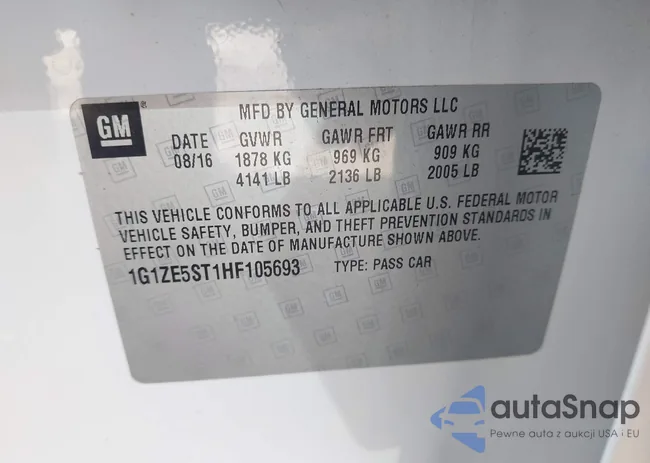 GM
MFD BY GENERAL MOTORS LLC
DATE GVWR GAWR FRT GAWR RR
08/16 1878 KG 969 KG 909 KG
4141 LB 2136 LB 2005 LB
THIS VEHICLE CONFORMS TO ALL APPLICABLE U.S. FEDERAL MOTOR
VEHICLE SAFETY, BUMPER, AND THEFT PREVENTION STANDARDS IN
EFFECT ON THE DATE OF MANUFACTURE SHOWN ABOVE.
1G1ZE5ST1HF105693 TYPE: PASS CAR
autaSnap
Pewne auta z aukcji USA i EU